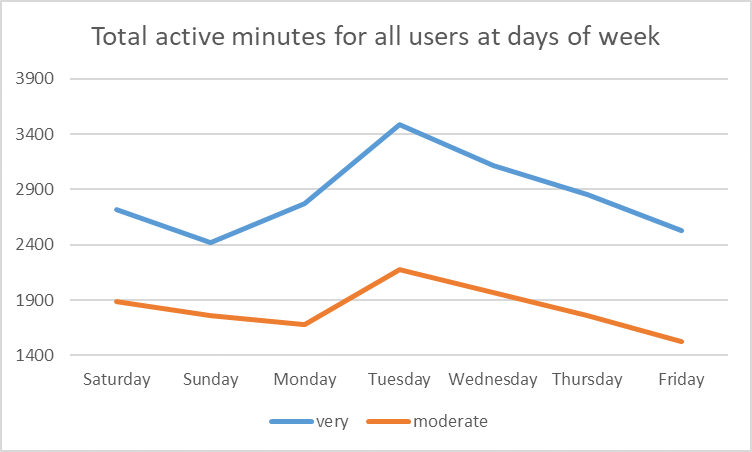 Total active minutes for all users at days of week
3900
3400
2900
2400
1900
1400
Saturday Sunday Monday Tuesday Wednesday Thursday Friday
very moderate